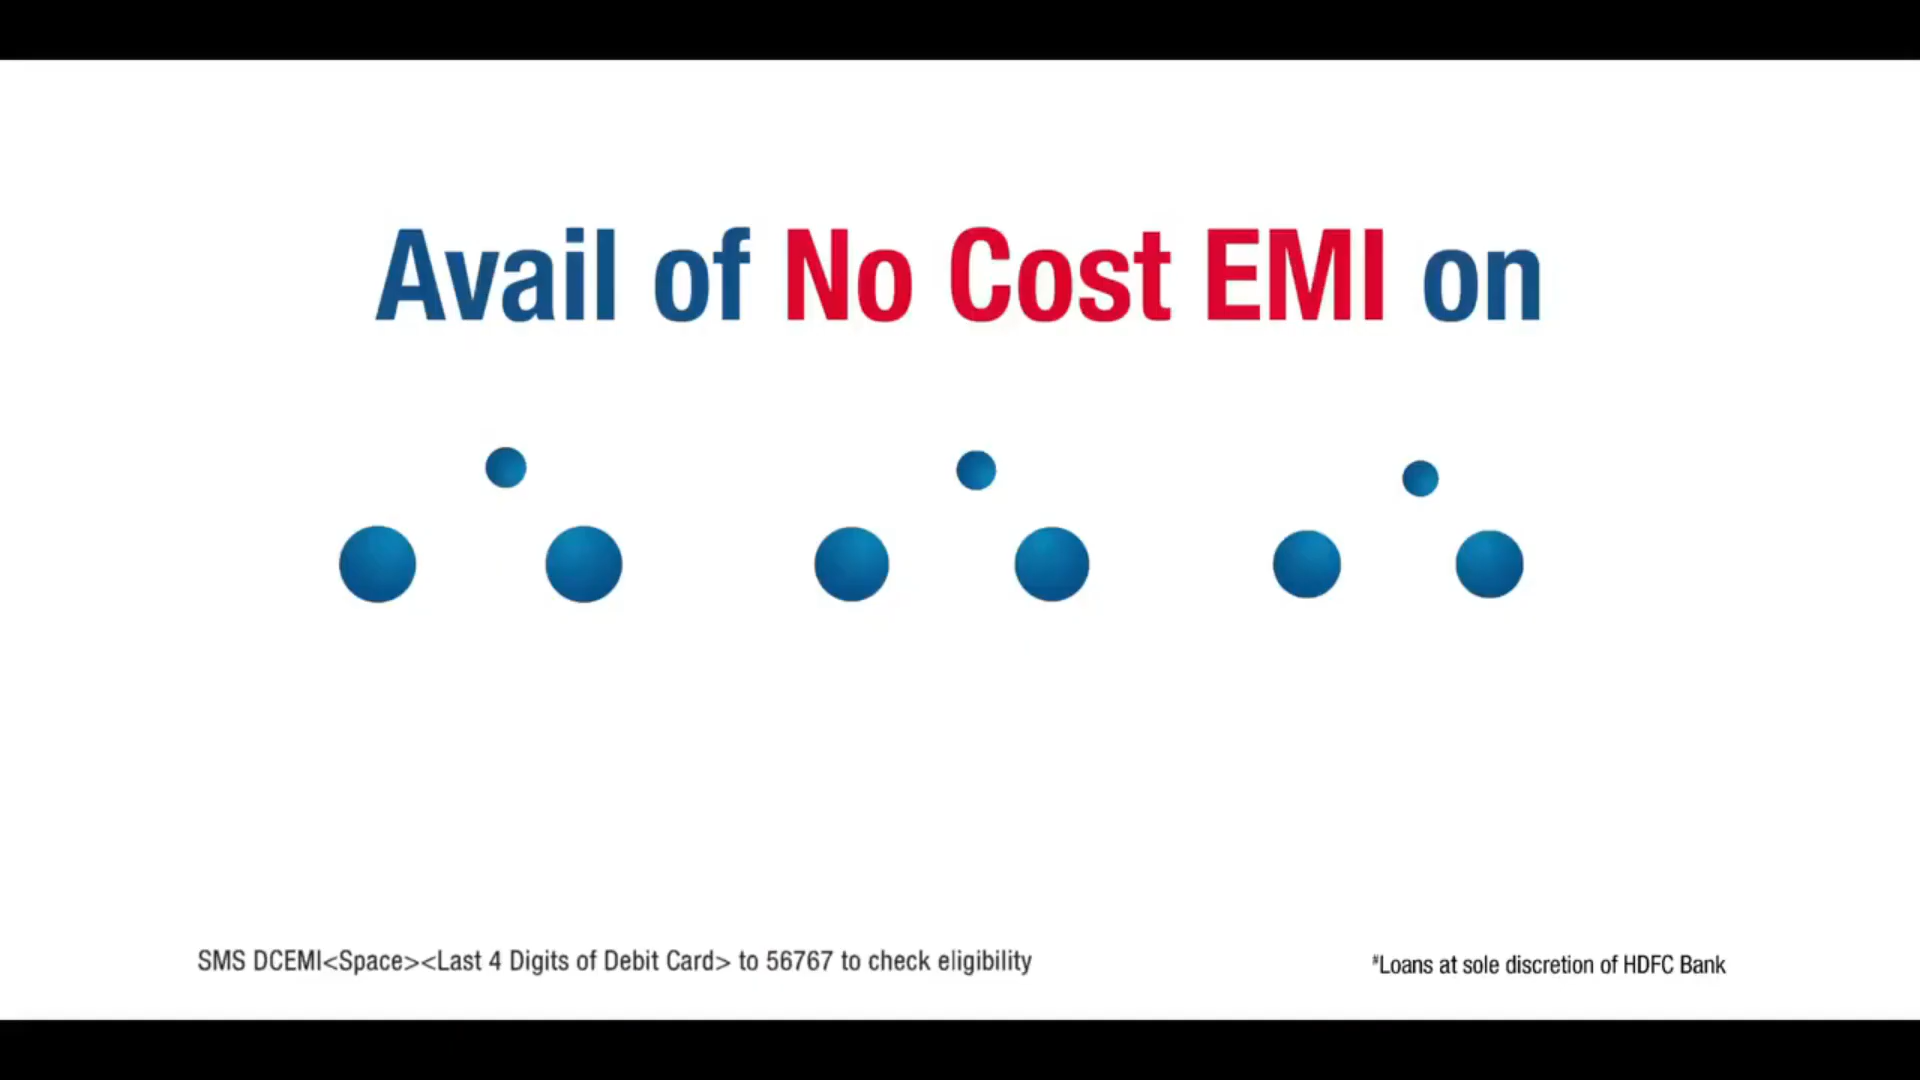 Avail of No Cost EMI on
SMS DCEMI<Space><Last 4 Digits of Debit Card> to 56767 to check eligibility
#Loans at sole discretion of HDFC Bank